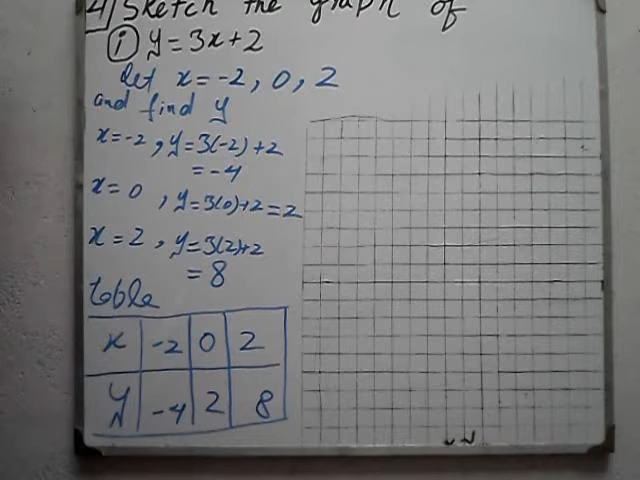 4) Sketch the graph of
i) y = 3x + 2
let x = -2, 0, 2
and find y
x = -2, y = 3(-2) + 2
= -4
x = 0, y = 3(0) + 2 = 2
x = 2, y = 3(2) + 2
= 8
table
x -2 0 2
y -4 2 8